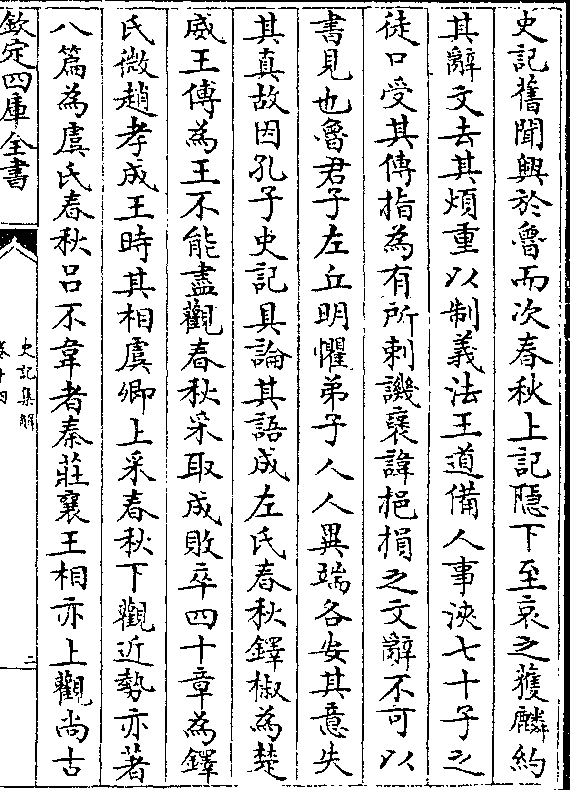 史記舊聞興於魯而次春秋上記隱下至哀之獲麟約
其辭文去其煩重以制義法王道備人事浹七十子之
徒口受其傳指為有所刺譏襃諱挹損之文辭不可以
書見也魯君子左丘明懼弟子人人異端各安其意失
其真故因孔子史記具論其語成左氏春秋鐸椒為楚
威王傅為王不能盡觀春秋采取成敗卒四十章為鐸
氏微趙孝成王時其相虞卿上采春秋下觀近勢亦著
八篇為虞氏春秋吕不韋者秦莊襄王相亦上觀尚古
欽定四庫全書
史記集解
卷十四
二